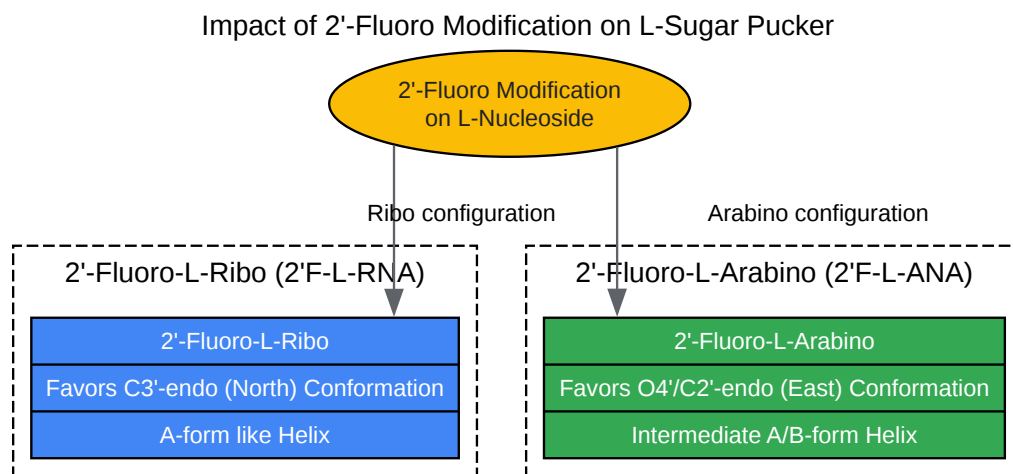 Impact of 2'-Fluoro Modification on L-Sugar Pucker
2'-Fluoro Modification
on L-Nucleoside
Ribo configuration
Arabino configuration
2'-Fluoro-L-Ribo (2'F-L-RNA)
2'-Fluoro-L-Ribo
Favors C3'-endo (North) Conformation
A-form like Helix
2'-Fluoro-L-Arabino (2'F-L-ANA)
2'-Fluoro-L-Arabino
Favors O4'/C2'-endo (East) Conformation
Intermediate A/B-form Helix